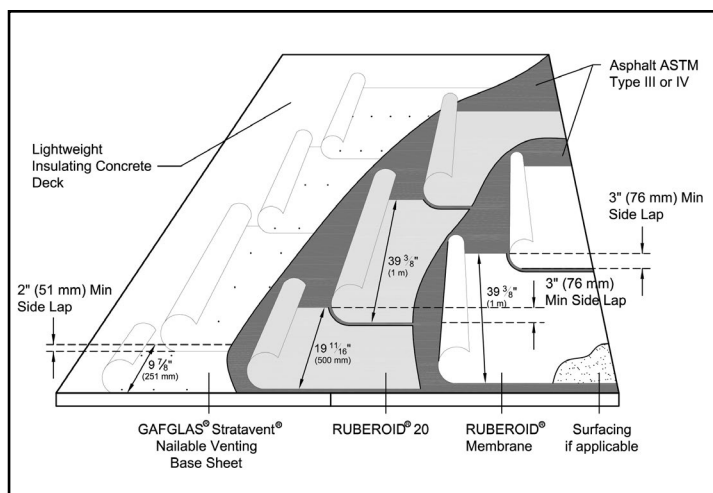 Asphalt ASTM
Type III or IV
Lightweight
Insulating Concrete
Deck
3" (76 mm) Min
Side Lap
39 3/8"
(1 m)
3" (76 mm)
Min Side Lap
39 3/8"
(1 m)
2" (51 mm) Min
Side Lap
9 7/8"
(251 mm)
19 11/16"
(500 mm)
GAFGLAS® Stratavent®
Nailable Venting
Base Sheet
RUBEROID® 20
RUBEROID®
Membrane
Surfacing
if applicable